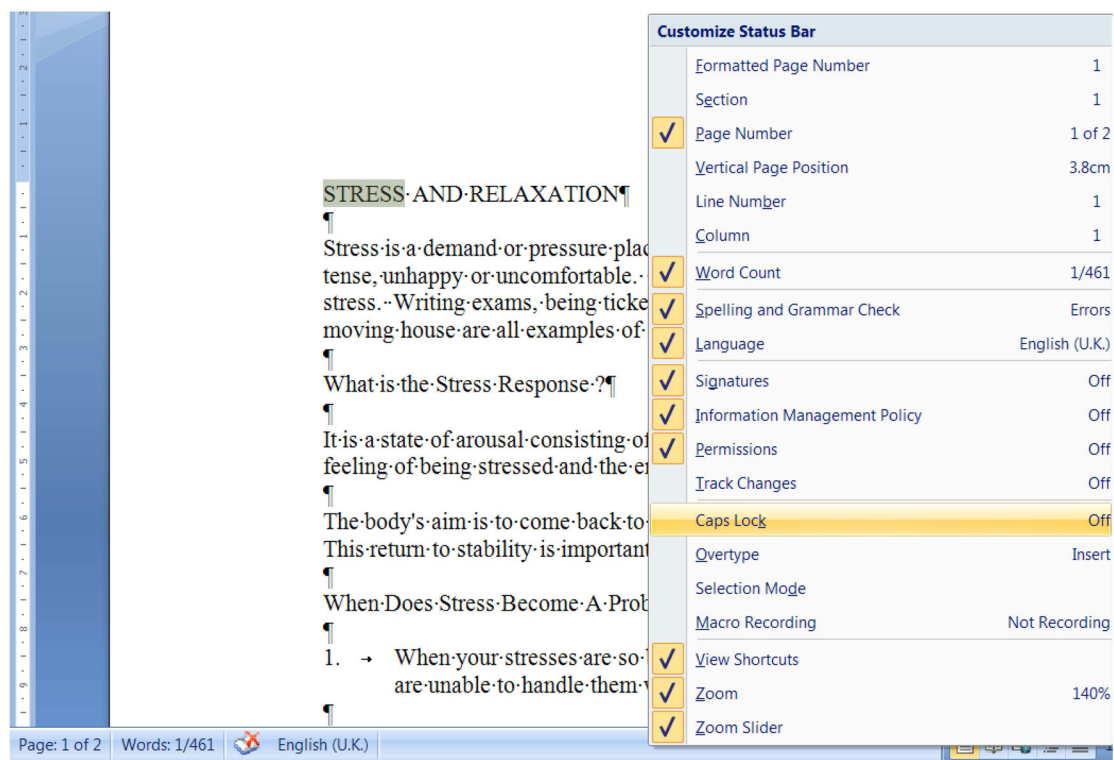 STRESS AND RELAXATION¶
¶
Stress is a demand or pressure
tense, unhappy or uncomfortable.
stress. Writing exams, being
moving house are all examples of
¶
What is the Stress Response ?¶
¶
It is a state of arousal consisting
feeling of being stressed and the
¶
The body's aim is to come back to
This return to stability is important
¶
When Does Stress Become A
¶
1. → When your stresses are so
are unable to handle them
¶
Customize Status Bar
Formatted Page Number 1
Section 1
Page Number 1 of 2
Vertical Page Position 3.8cm
Line Number 1
Column 1
Word Count 1/461
Spelling and Grammar Check Errors
Language English (U.K.)
Signatures Off
Information Management Policy Off
Permissions Off
Track Changes Off
Caps Lock Off
Overtype Insert
Selection Mode
Macro Recording Not Recording
View Shortcuts
Zoom 140%
Zoom Slider
Page: 1 of 2 Words: 1/461 English (U.K.)